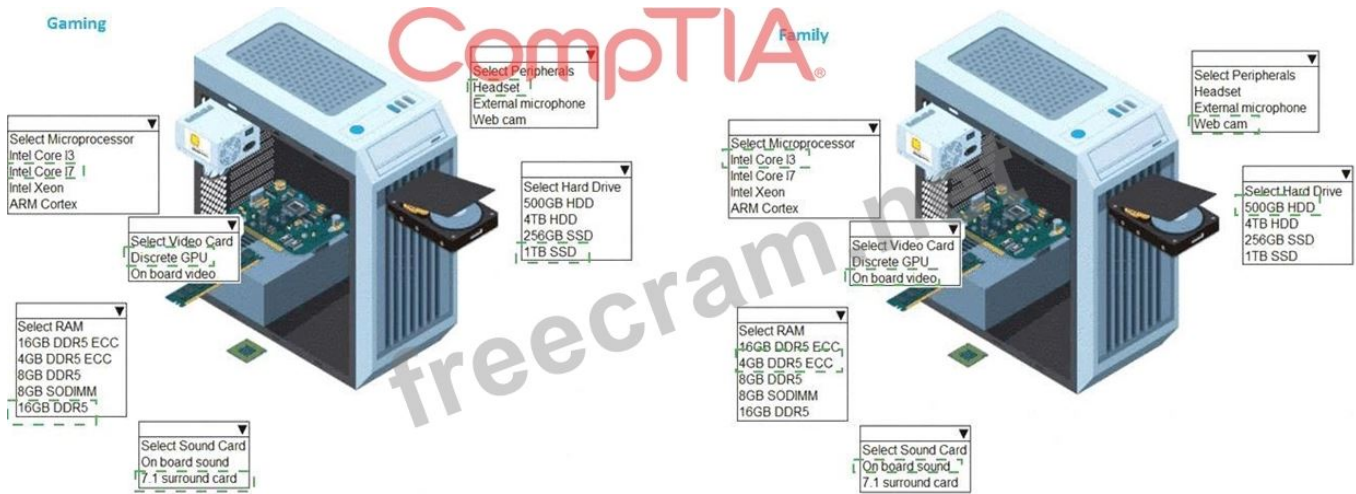 Gaming
CompTIA®
Family
Select Peripherals
Headset
External microphone
Web cam
Select Microprocessor
Intel Core I3
Intel Core I7
Intel Xeon
ARM Cortex
Select Hard Drive
500GB HDD
4TB HDD
256GB SSD
1TB SSD
Select Video Card
Discrete GPU
On board video
Select RAM
16GB DDR5 ECC
4GB DDR5 ECC
8GB DDR5
8GB SODIMM
16GB DDR5
Select Sound Card
On board sound
7.1 surround card
Select Peripherals
Headset
External microphone
Web cam
Select Microprocessor
Intel Core I3
Intel Core I7
Intel Xeon
ARM Cortex
Select Hard Drive
500GB HDD
4TB HDD
256GB SSD
1TB SSD
Select Video Card
Discrete GPU
On board video
Select RAM
16GB DDR5 ECC
4GB DDR5 ECC
8GB DDR5
8GB SODIMM
16GB DDR5
Select Sound Card
On board sound
7.1 surround card
freecram.net